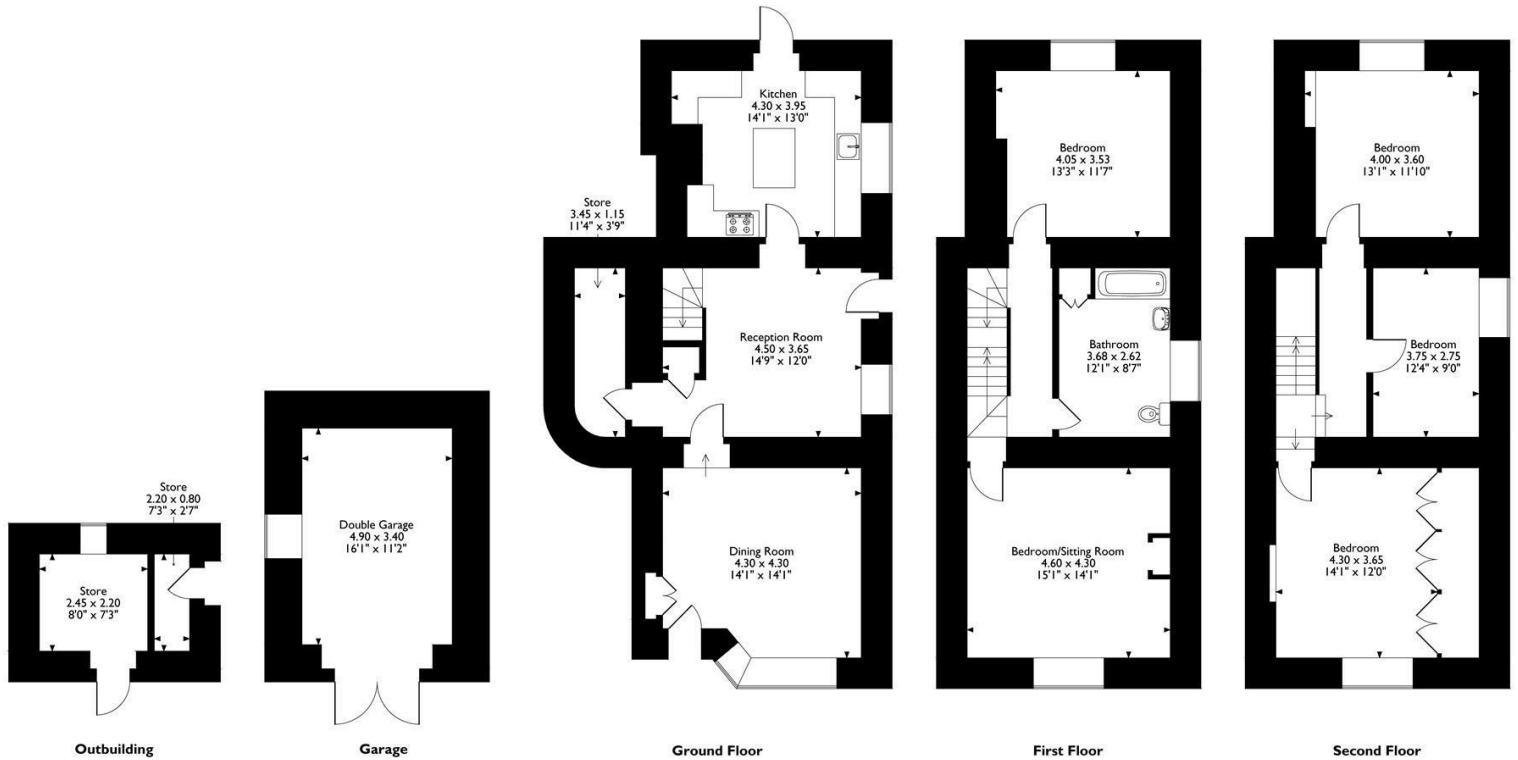 Store
2.20 x 0.80
7'3" x 2'7"
Store
2.45 x 2.20
8'0" x 7'3"
Outbuilding
Double Garage
4.90 x 3.40
16'1" x 11'2"
Garage
Kitchen
4.30 x 3.95
14'1" x 13'0"
Store
3.45 x 1.15
11'4" x 3'9"
Reception Room
4.50 x 3.65
14'9" x 12'0"
Dining Room
4.30 x 4.30
14'1" x 14'1"
Ground Floor
Bedroom
4.05 x 3.53
13'3" x 11'7"
Bathroom
3.68 x 2.62
12'1" x 8'7"
Bedroom/Sitting Room
4.60 x 4.30
15'1" x 14'1"
First Floor
Bedroom
4.00 x 3.60
13'1" x 11'10"
Bedroom
3.75 x 2.75
12'4" x 9'0"
Bedroom
4.30 x 3.65
14'1" x 12'0"
Second Floor